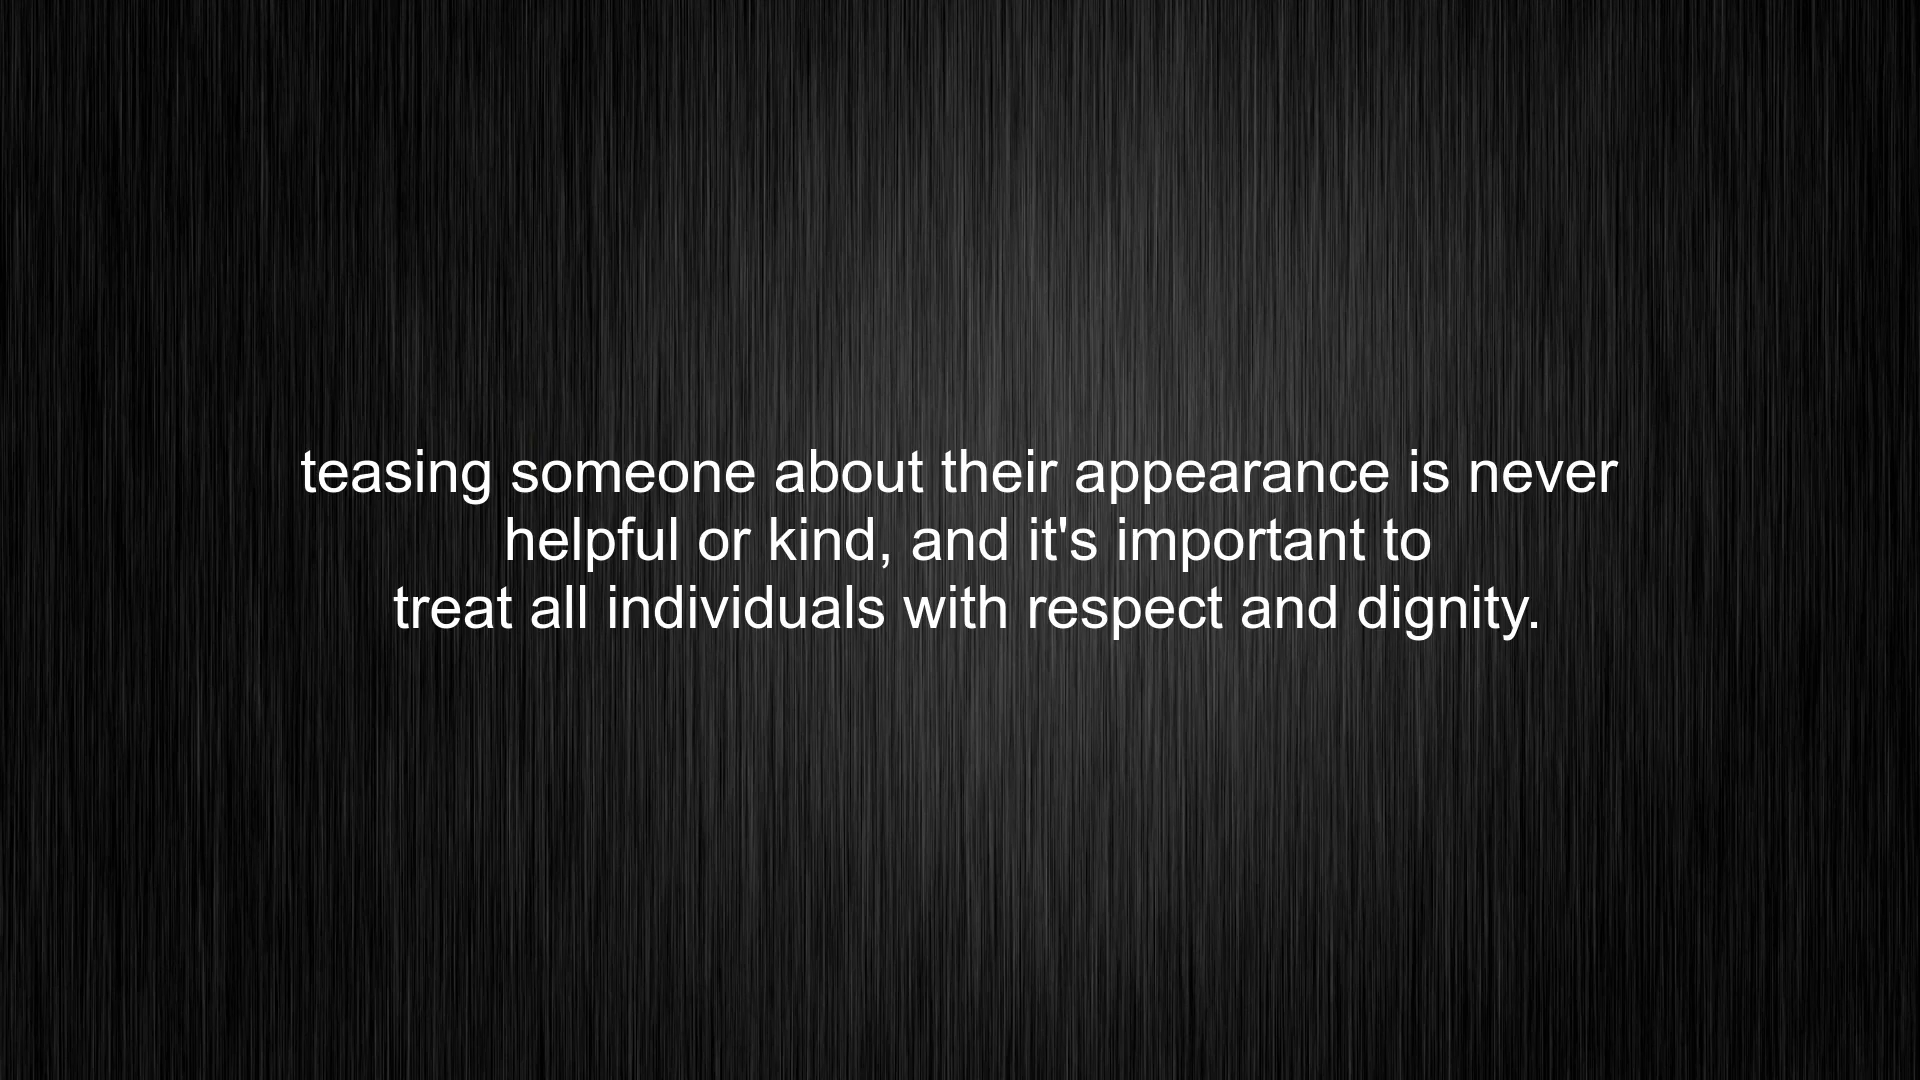 teasing someone about their appearance is never
helpful or kind, and it's important to
treat all individuals with respect and dignity.